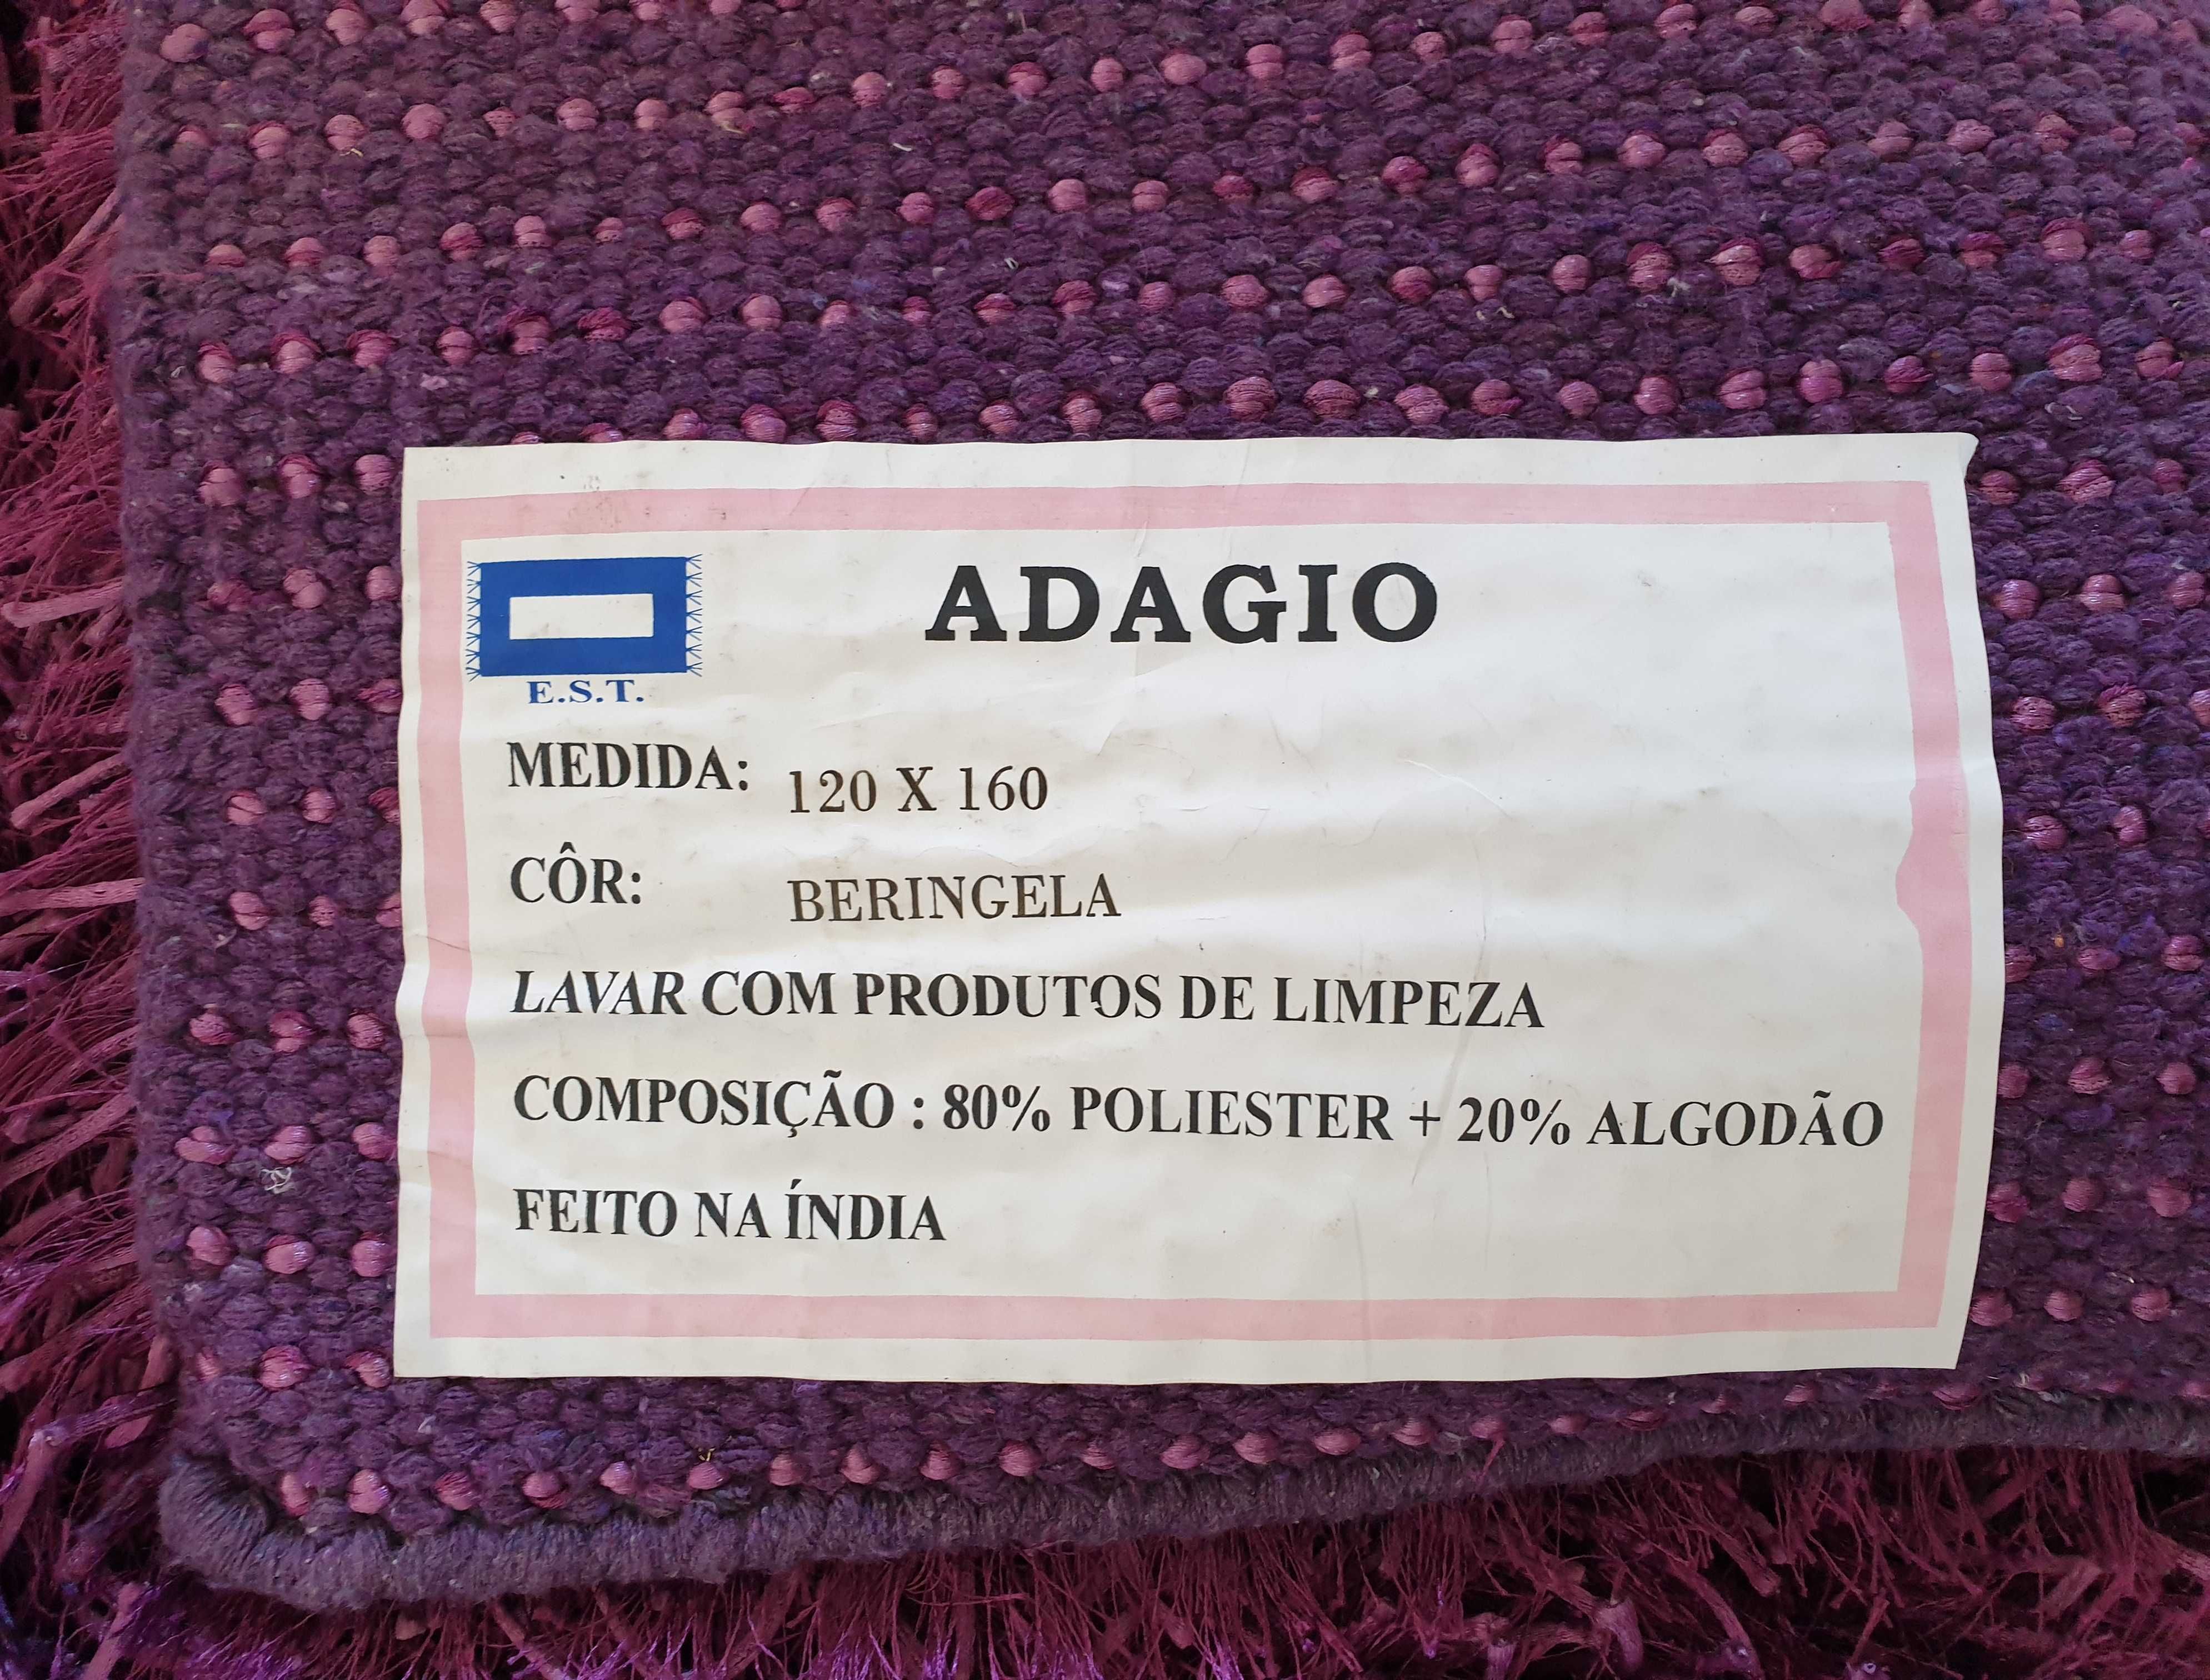 ADAGIO
E.S.T.
MEDIDA: 120 X 160
CÔR: BERINGELA
LAVAR COM PRODUTOS DE LIMPEZA
COMPOSIÇÃO : 80% POLIESTER + 20% ALGODÃO
FEITO NA ÍNDIA